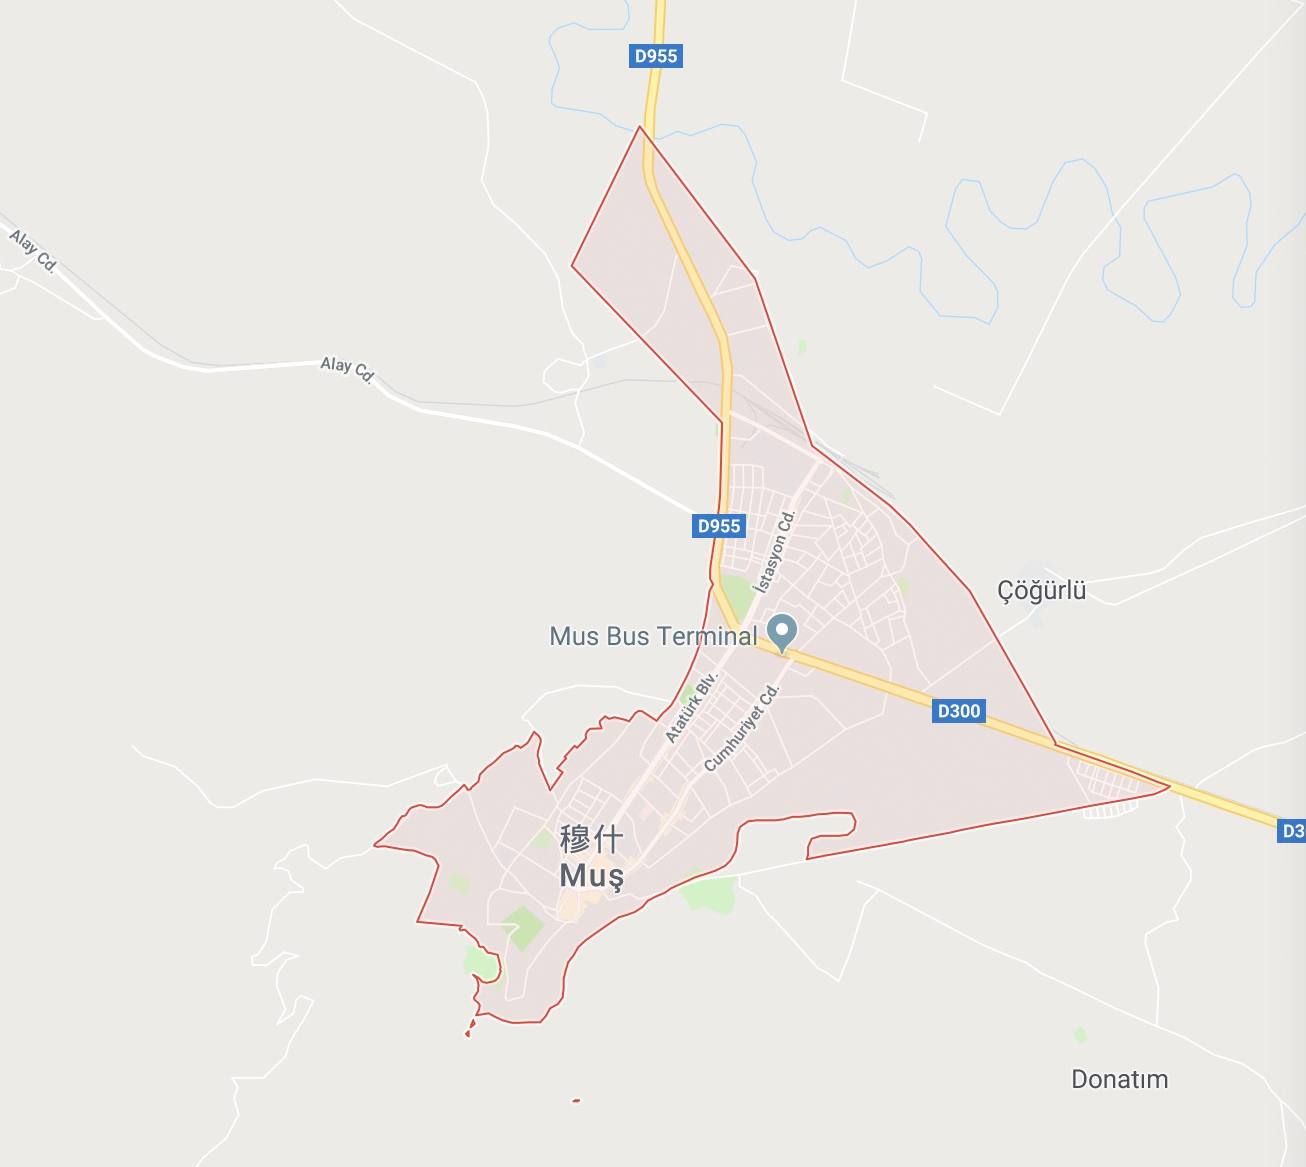 D955
Alay Cd.
Alay Cd.
D955
İstasyon Cd.
Çöğürlü
Mus Bus Terminal
Atatürk Blv.
Cumhuriyet Cd.
D300
穆什
Muş
D3
Donatım